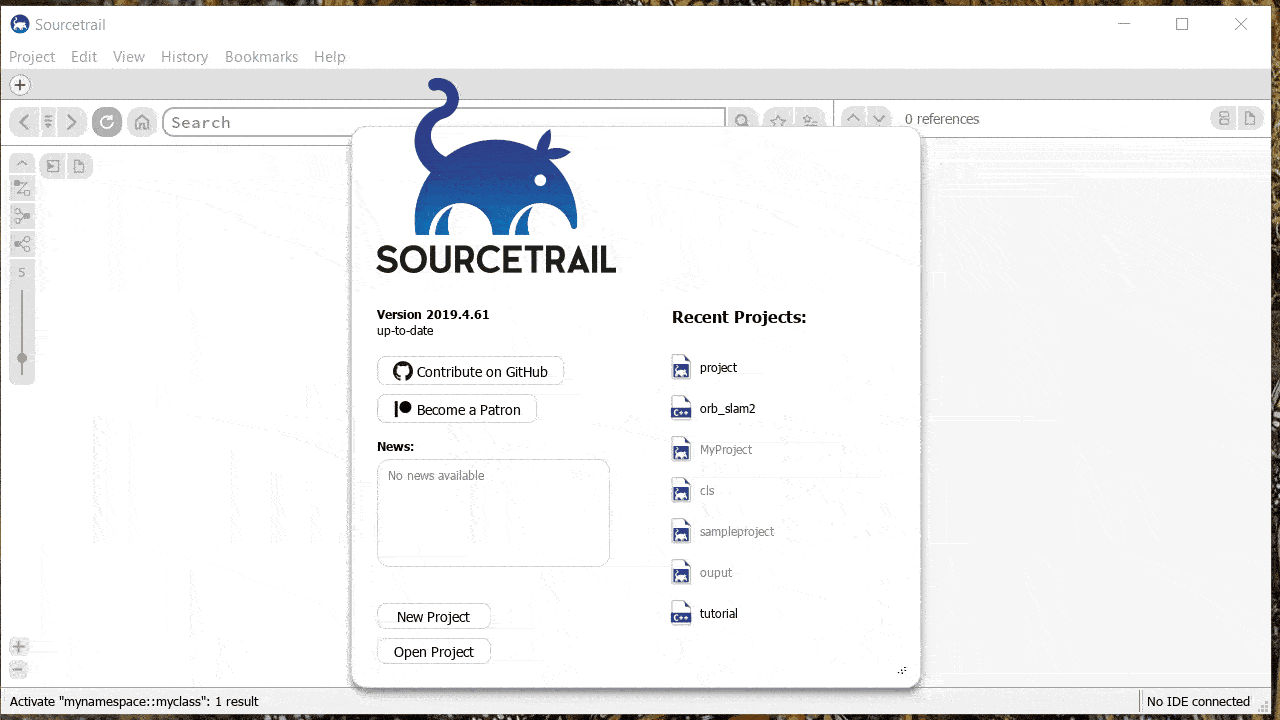 Sourcetrail
Project Edit View History Bookmarks Help
Search
0 references
S
SOURCETRAIL
Version 2019.4.61
up-to-date
Contribute on GitHub
Become a Patron
News:
No news available
New Project
Open Project
Recent Projects:
project
C++ orb_slam2
MyProject
cls
sampleproject
ouput
C++ tutorial
Activate "mynamespace::myclass": 1 result
No IDE connected